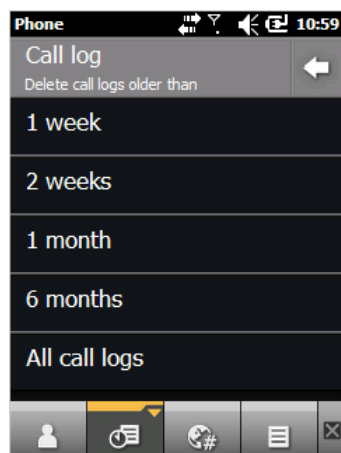 Phone 10:59
Call log
Delete call logs older than
1 week
2 weeks
1 month
6 months
All call logs
#